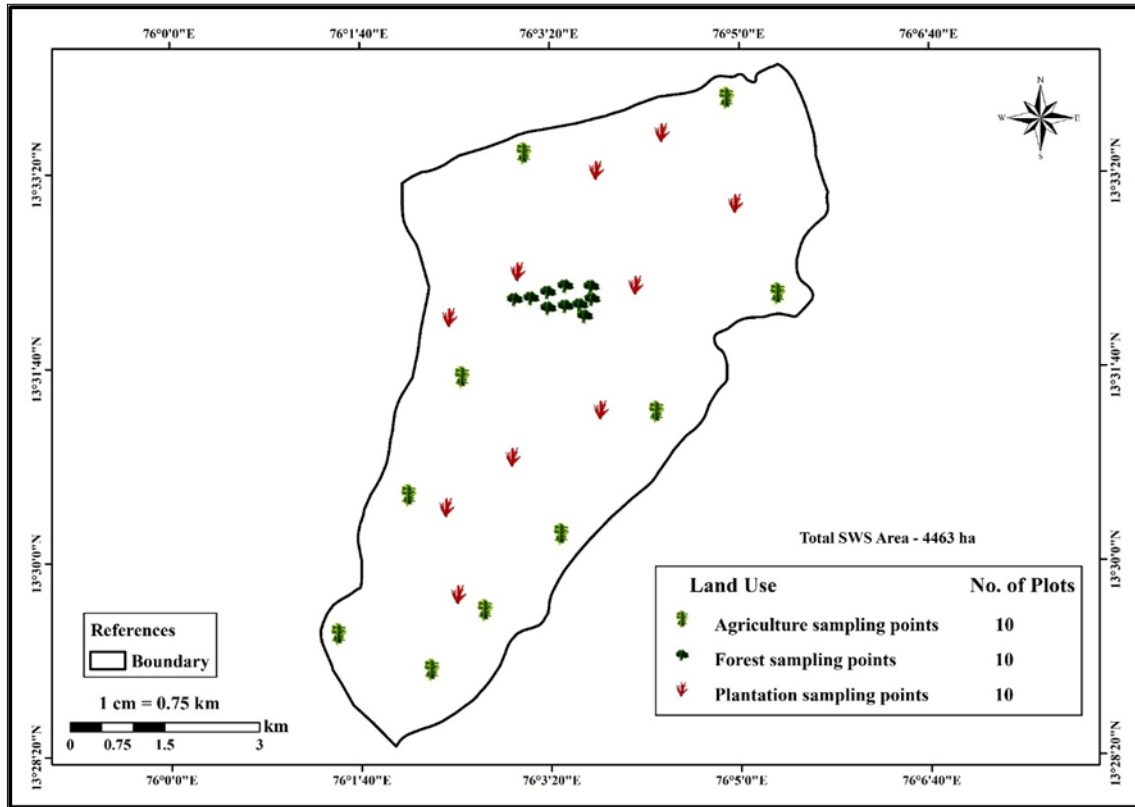 76°0'0"E 76°1'40"E 76°3'20"E 76°5'0"E 76°6'40"E
N
W E
S
13°33'20"N 13°33'20"N
13°31'40"N 13°31'40"N
13°30'0"N 13°30'0"N
13°28'20"N 13°28'20"N
Total SWS Area - 4463 ha
Land Use No. of Plots
Agriculture sampling points 10
Forest sampling points 10
Plantation sampling points 10
References
Boundary
1 cm = 0.75 km
km
0 0.75 1.5 3
76°0'0"E 76°1'40"E 76°3'20"E 76°5'0"E 76°6'40"E